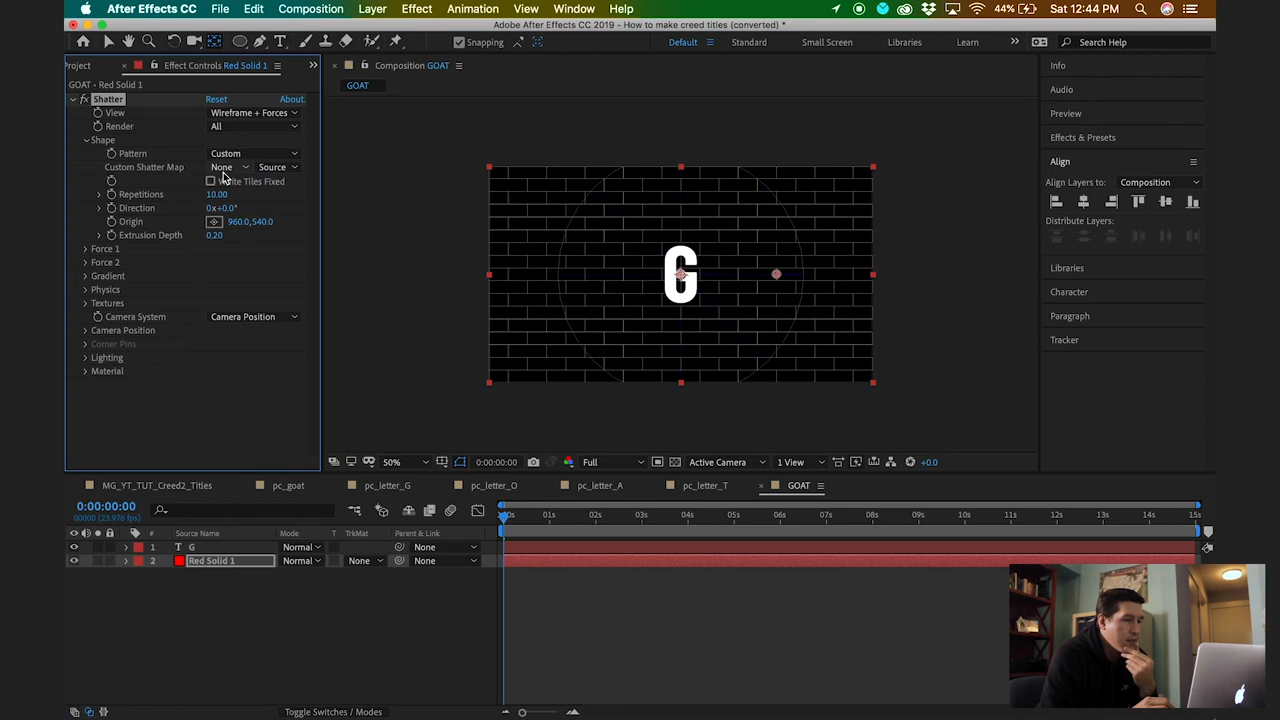 After Effects CC File Edit Composition Layer Effect Animation View Window Help 44% Sat 12:44 PM
Adobe After Effects CC 2019 - How to make creed titles (converted) *
Snapping Default Standard Small Screen Libraries Learn Search Help
Project Effect Controls Red Solid 1 Composition GOAT Info
GOAT • Red Solid 1 GOAT
Audio
fx Shatter Reset About.
View Wireframe + Forces Preview
Render All
Shape Effects & Presets
Pattern Custom Align
Custom Shatter Map None Source
White Tiles Fixed Align Layers to: Composition
Repetitions 10.00
Direction 0x+0.0°
Origin 960.0,540.0 Distribute Layers:
Extrusion Depth 0.20
Force 1
Force 2 Libraries
Gradient G
Physics Character
Textures
Camera System Camera Position Paragraph
Camera Position
Corner Pins Tracker
Lighting
Material
50% 0:00:00:00 Full Active Camera 1 View +0.0
MG_YT_TUT_Creed2_Titles pc_goat pc_letter_G pc_letter_O pc_letter_A pc_letter_T GOAT
0:00:00:00
00000 (23.976 fps)
01s 02s 03s 04s 05s 06s 07s 08s 09s 10s 11s 12s 13s 14s 15s
# Source Name Mode T TrkMat Parent & Link
1 T G Normal None
2 Red Solid 1 Normal None None
Toggle Switches / Modes